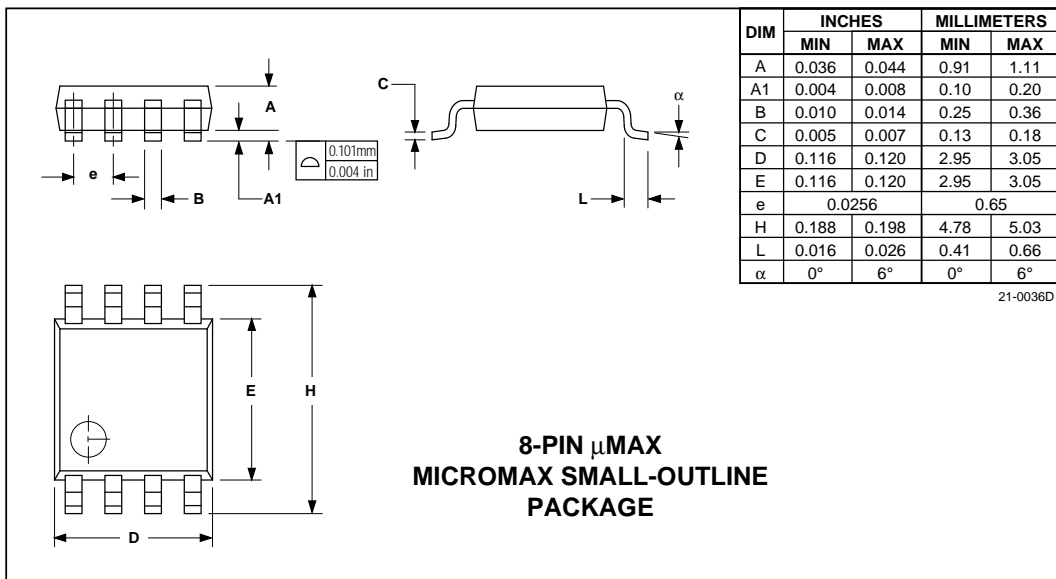 DIM INCHES MILLIMETERS
MIN MAX MIN MAX
A 0.036 0.044 0.91 1.11
A1 0.004 0.008 0.10 0.20
B 0.010 0.014 0.25 0.36
C 0.005 0.007 0.13 0.18
D 0.116 0.120 2.95 3.05
E 0.116 0.120 2.95 3.05
e 0.0256 0.65
H 0.188 0.198 4.78 5.03
L 0.016 0.026 0.41 0.66
α 0° 6° 0° 6°
21-0036D
A
e
B
A1
0.101mm
0.004 in
C
α
L
E
H
D
8-PIN μMAX
MICROMAX SMALL-OUTLINE
PACKAGE